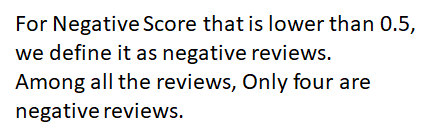 For Negative Score that is lower than 0.5,
we define it as negative reviews.
Among all the reviews, Only four are
negative reviews.